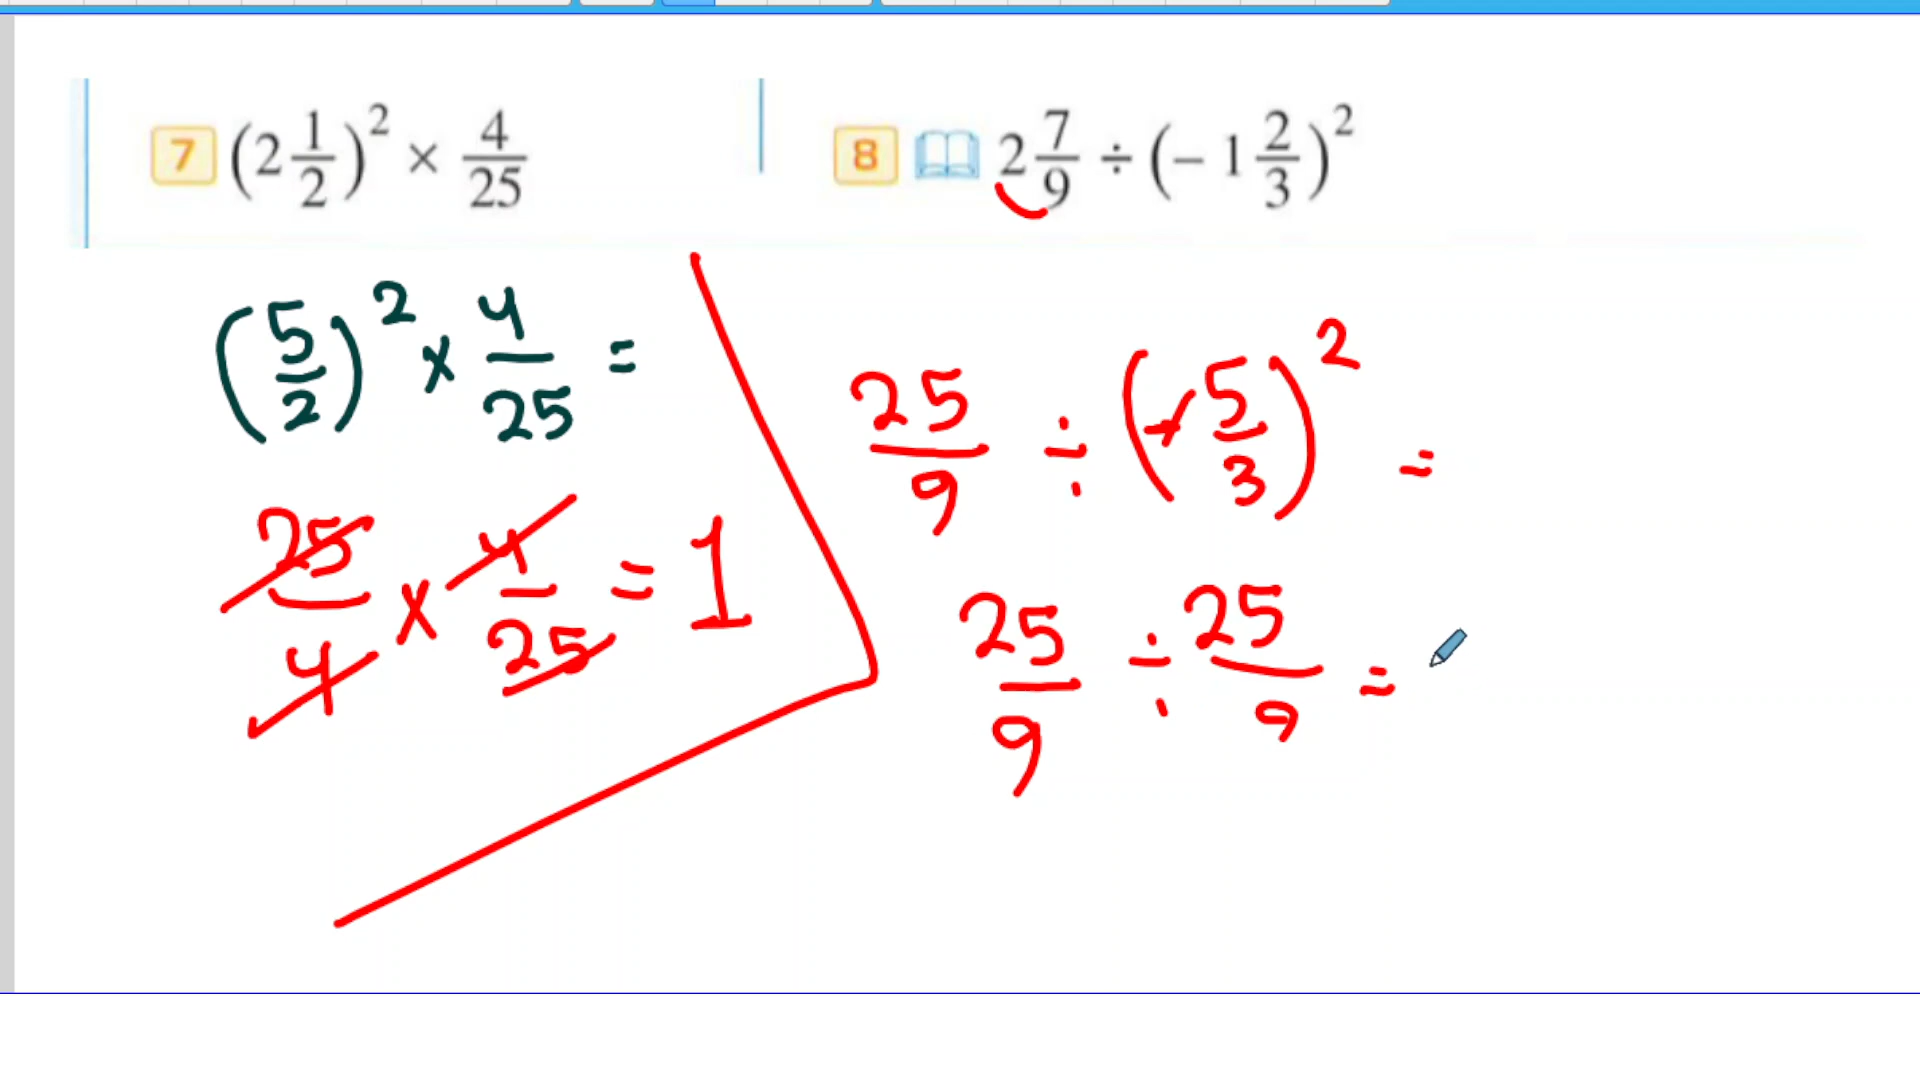 7 (2 1/2)² × 4/25
8 2 7/9 ÷ (− 1 2/3)²
(5/2)² × 4/25 =
25/4 × 4/25 = 1
25/9 ÷ (+ 5/3)² =
25/9 ÷ 25/9 =